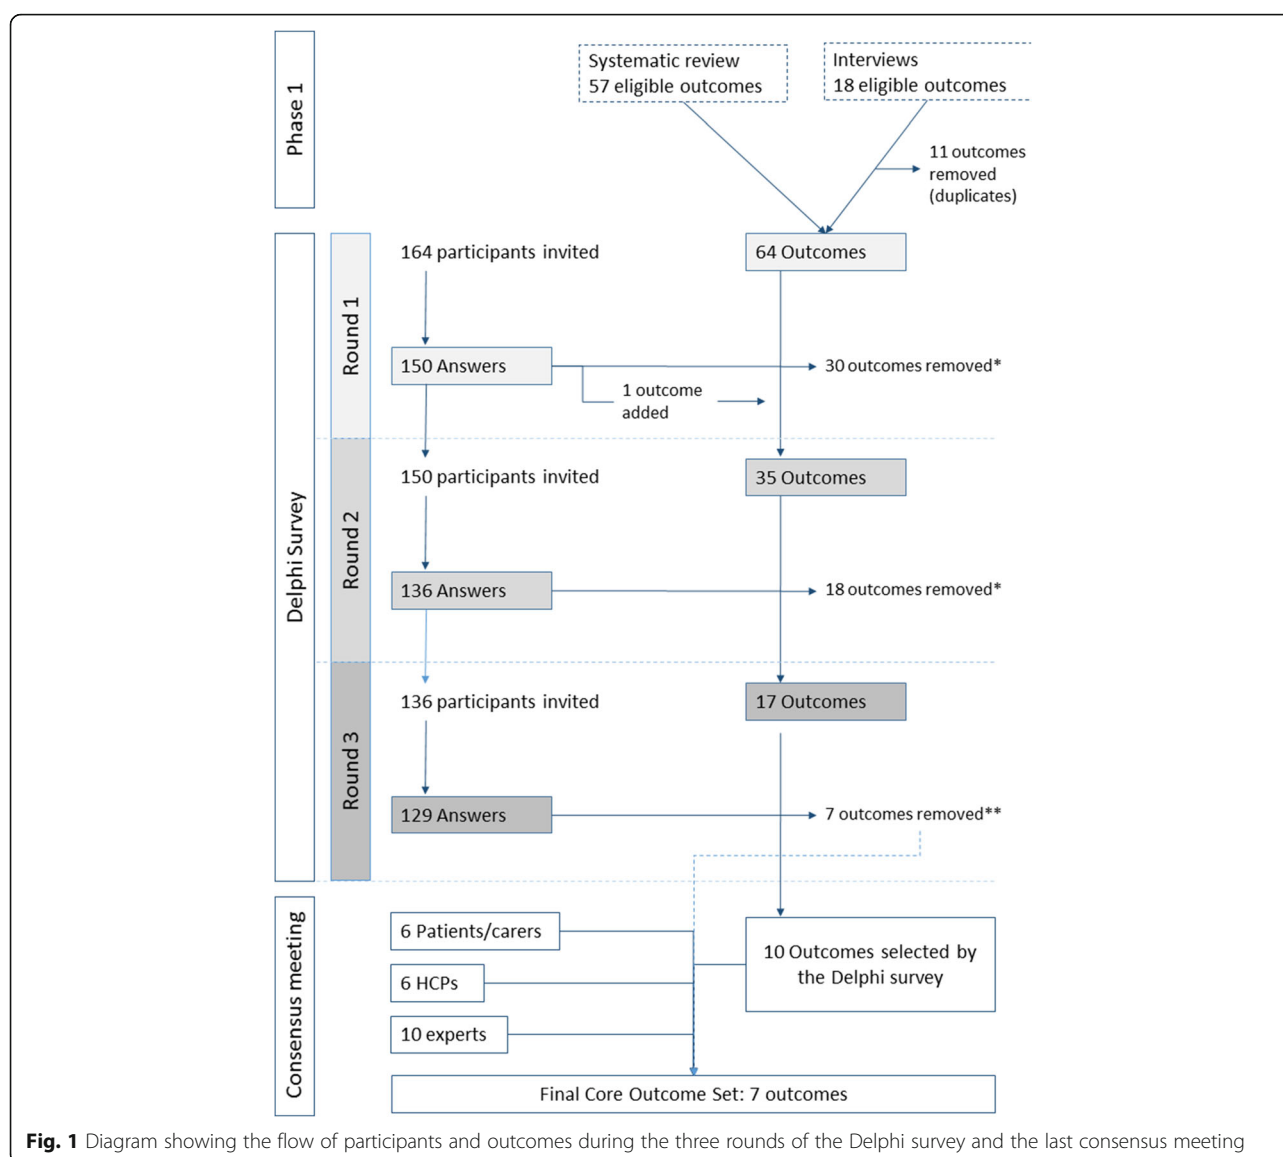 Phase 1
Systematic review
57 eligible outcomes
Interviews
18 eligible outcomes
11 outcomes
removed
(duplicates)
Delphi Survey
Round 1
164 participants invited
64 Outcomes
150 Answers
30 outcomes removed*
1 outcome
added
Round 2
150 participants invited
35 Outcomes
136 Answers
18 outcomes removed*
Round 3
136 participants invited
17 Outcomes
129 Answers
7 outcomes removed**
Consensus meeting
6 Patients/carers
6 HCPs
10 experts
10 Outcomes selected by
the Delphi survey
Final Core Outcome Set: 7 outcomes
Fig. 1 Diagram showing the flow of participants and outcomes during the three rounds of the Delphi survey and the last consensus meeting